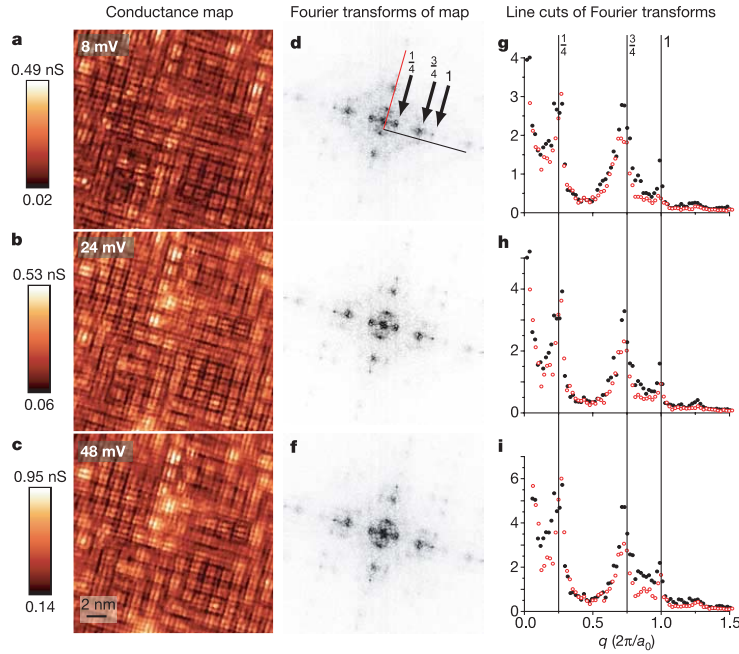 Conductance map
Fourier transforms of map
Line cuts of Fourier transforms
a
8 mV
0.49 nS
0.02
d
1/4
3/4
1
g
1/4
3/4
1
4
3
2
1
0
b
24 mV
0.53 nS
0.06
h
4
2
0
c
48 mV
0.95 nS
0.14
2 nm
f
i
6
5
4
3
2
1
0
0.0 0.5 1.0 1.5
q (2π/a₀)